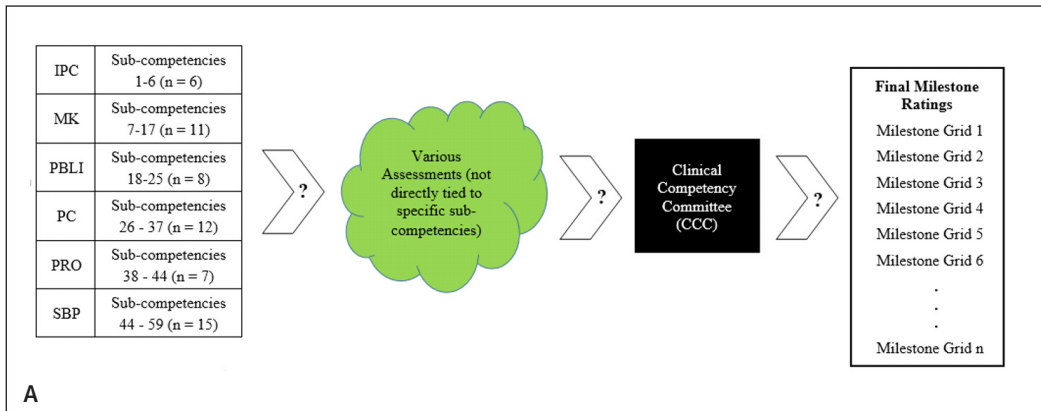 IPC
Sub-competencies
1-6 (n = 6)
MK
Sub-competencies
7-17 (n = 11)
PBLI
Sub-competencies
18-25 (n = 8)
PC
Sub-competencies
26 - 37 (n = 12)
PRO
Sub-competencies
38 - 44 (n = 7)
SBP
Sub-competencies
44 - 59 (n = 15)
?
Various
Assessments (not
directly tied to
specific sub-
competencies)
?
Clinical
Competency
Committee
(CCC)
?
Final Milestone
Ratings
Milestone Grid 1
Milestone Grid 2
Milestone Grid 3
Milestone Grid 4
Milestone Grid 5
Milestone Grid 6
.
.
.
Milestone Grid n
A